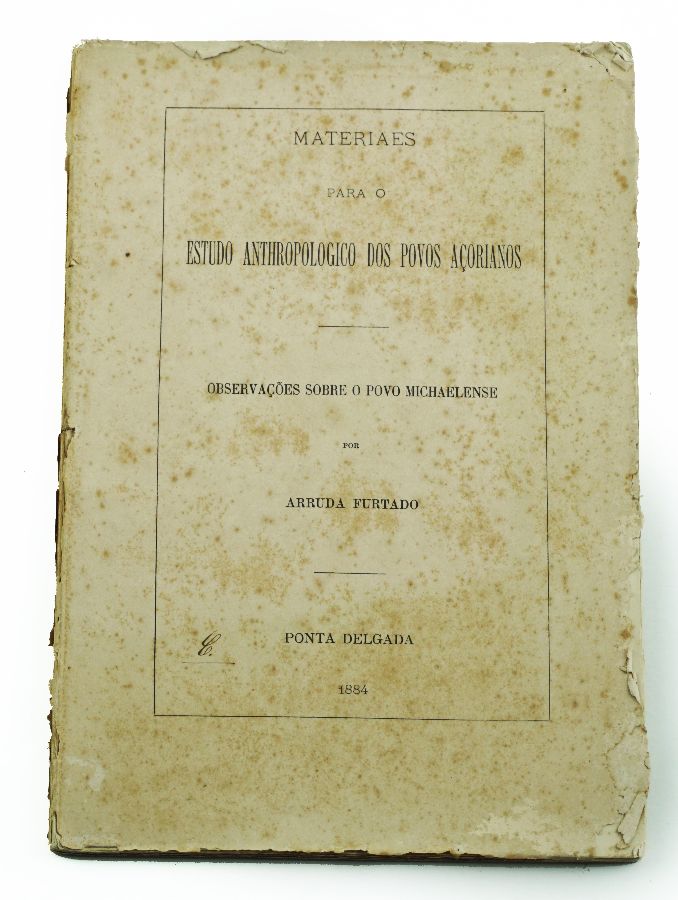 MATERIAES
PARA O
ESTUDO ANTHROPOLOGICO DOS POVOS AÇORIANOS
OBSERVAÇÕES SOBRE O POVO MICHAELENSE
POR
ARRUDA FURTADO
PONTA DELGADA
1884